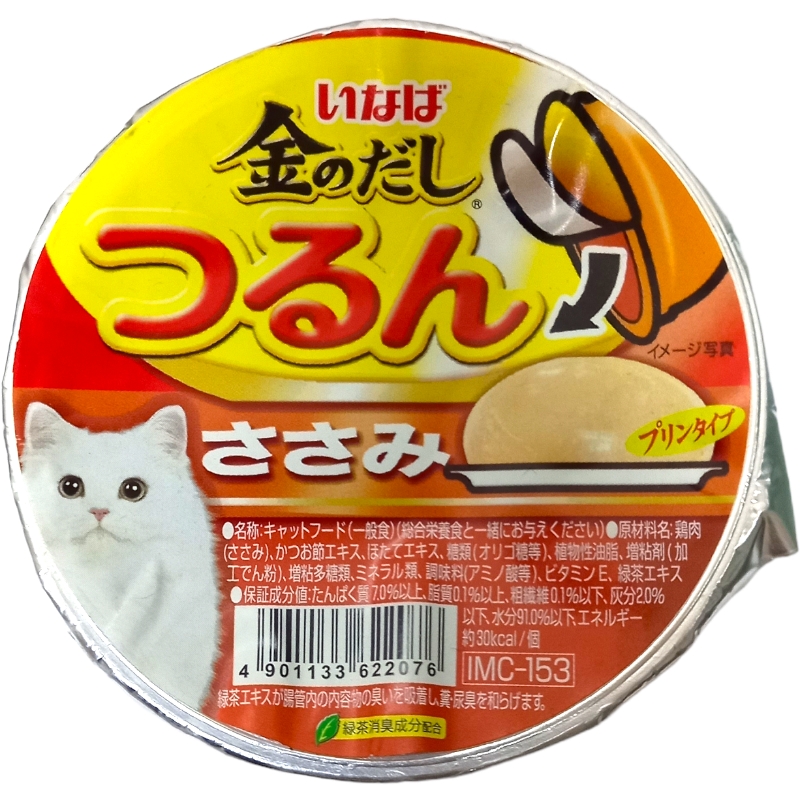 いなば
金のだし®
つるん
イメージ写真
ささみ
プリンタイプ
●名称:キャットフード(一般食)(総合栄養食と一緒にお与えください)●原材料名:鶏肉
(ささみ)、かつお節エキス、ほたてエキス、糖類(オリゴ糖等)、植物性油脂、増粘剤(加
工でん粉)、増粘多糖類、ミネラル類、調味料(アミノ酸等)、ビタミンE、緑茶エキス
●保証成分値:たんぱく質7.0%以上、脂質0.1%以上、粗繊維0.1%以下、灰分2.0%
以下、水分91.0%以下、エネルギー
約30kcal/個
4 901133 622076
IMC-153
緑茶エキスが腸管内の内容物の臭いを吸着し、糞・尿臭を和らげます。
緑茶消臭成分配合